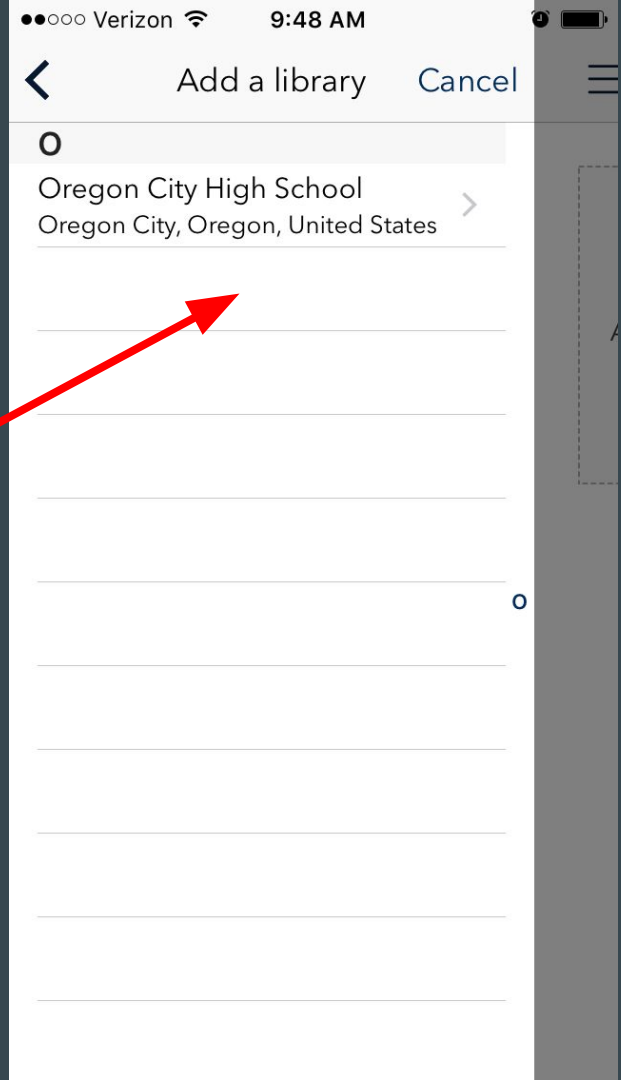 Verizon 9:48 AM
Add a library Cancel
O
Oregon City High School
Oregon City, Oregon, United States
A
O